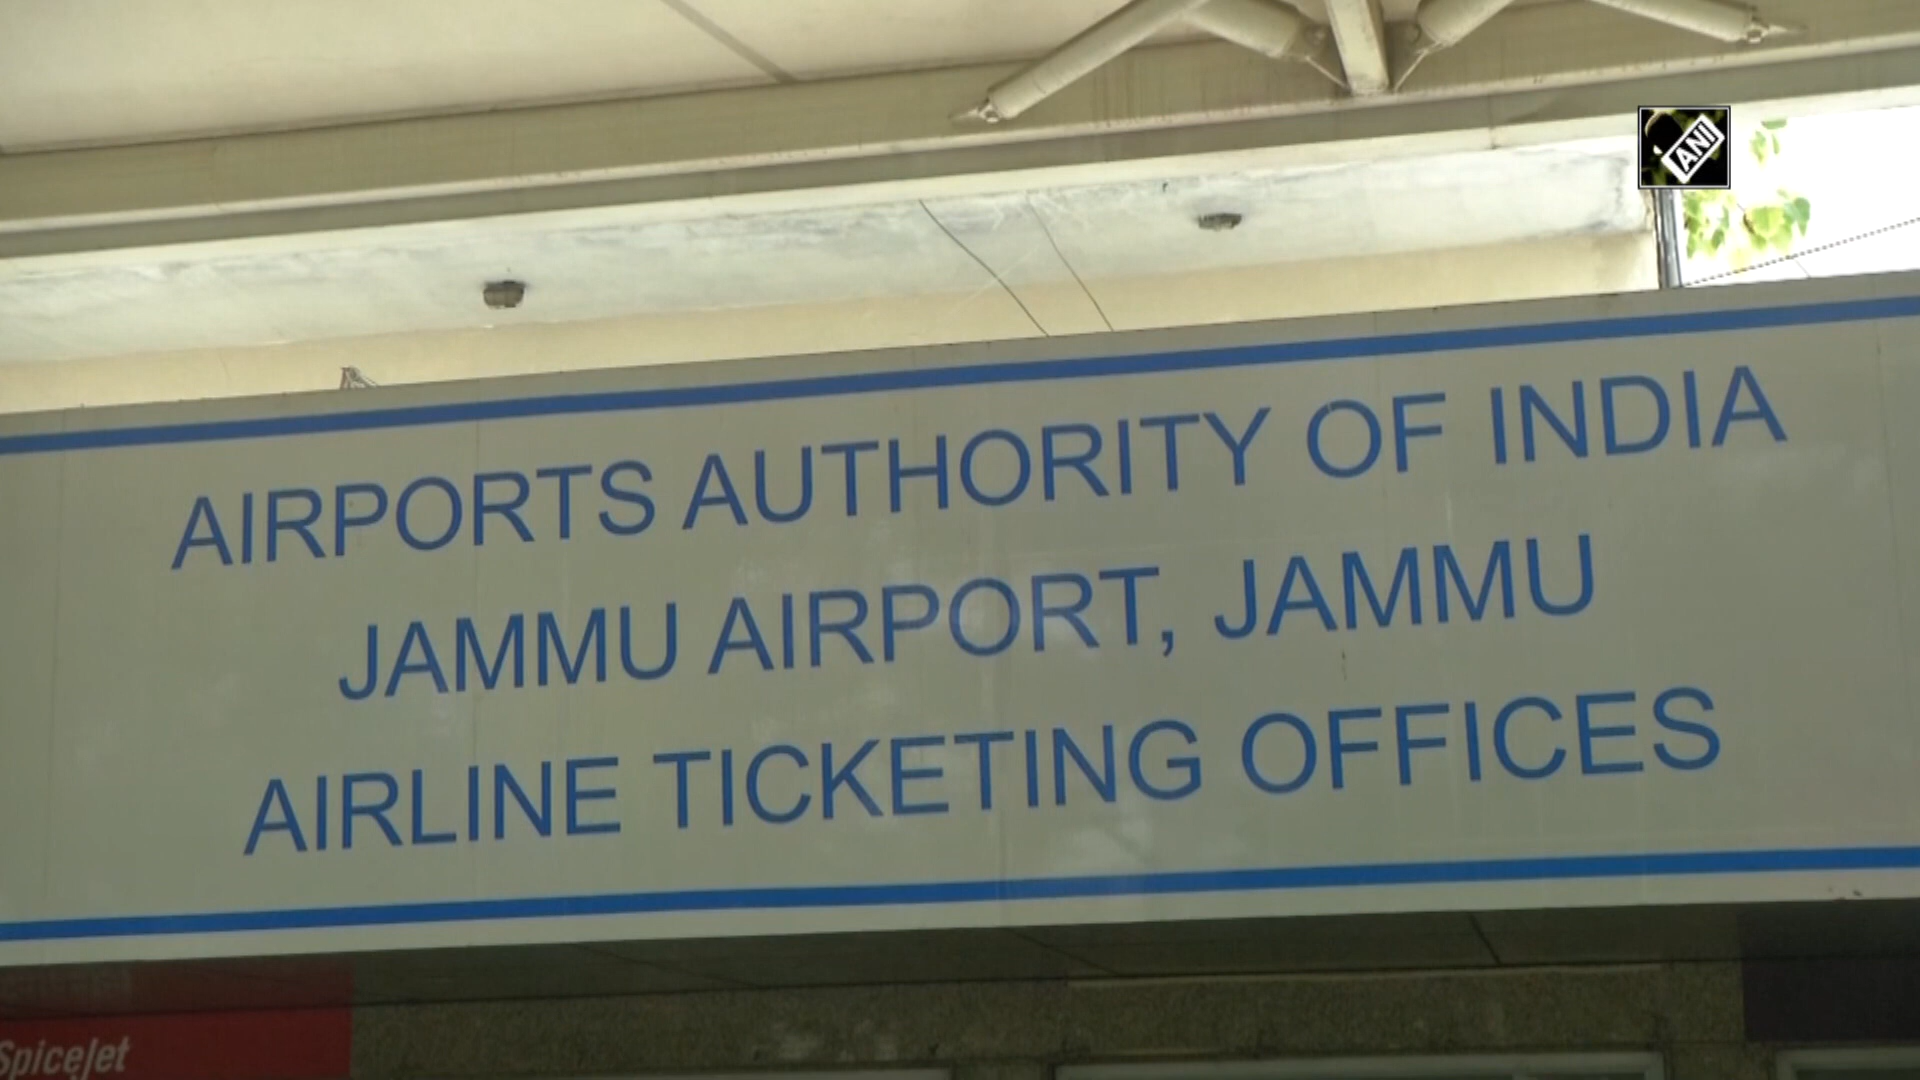 ANI
AIRPORTS AUTHORITY OF INDIA
JAMMU AIRPORT, JAMMU
AIRLINE TICKETING OFFICES
SpiceJet